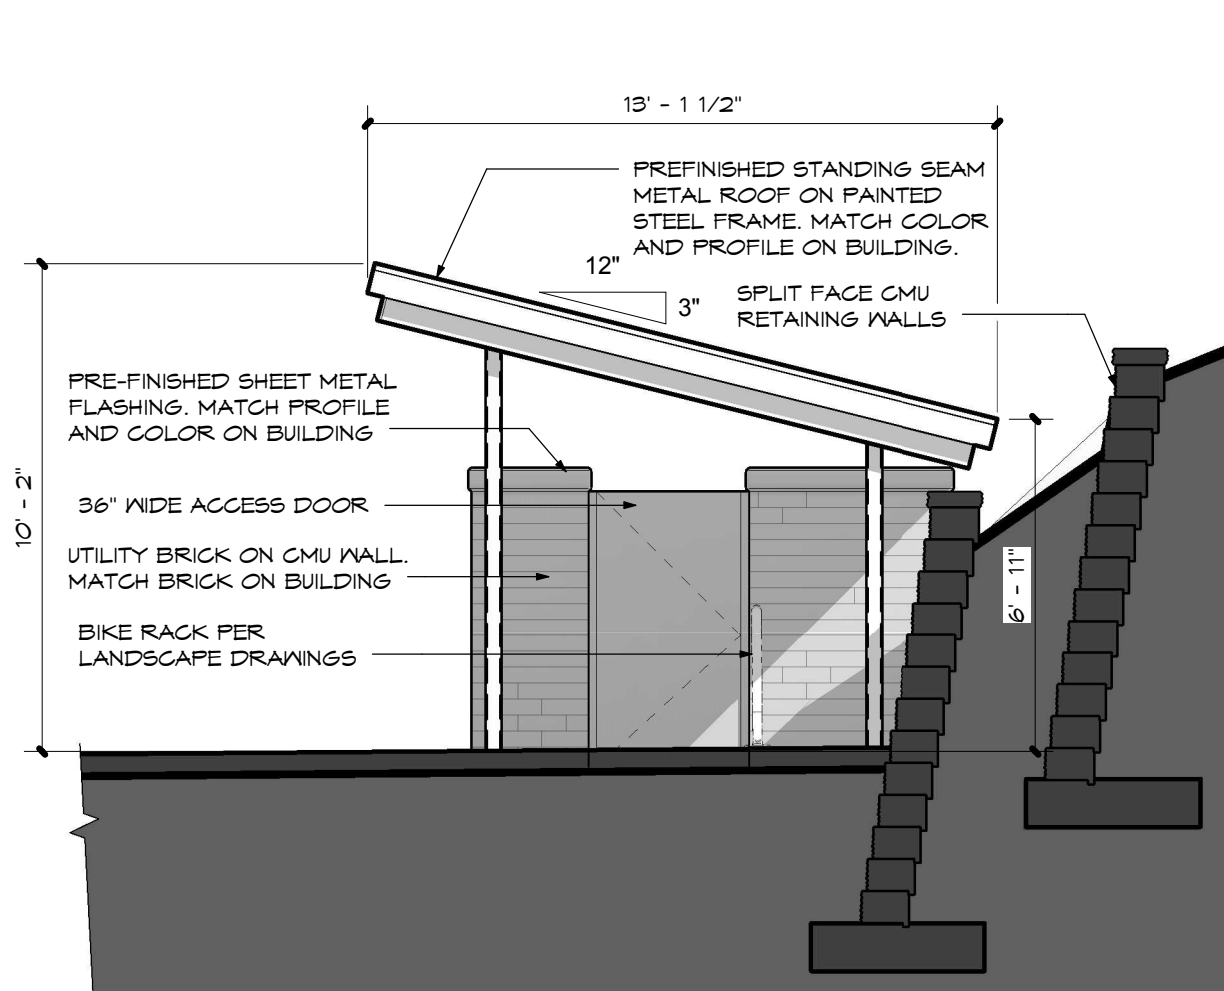 13' - 1 1/2"
PREFINISHED STANDING SEAM
METAL ROOF ON PAINTED
STEEL FRAME. MATCH COLOR
AND PROFILE ON BUILDING.
12"
3"
SPLIT FACE CMU
RETAINING WALLS
PRE-FINISHED SHEET METAL
FLASHING. MATCH PROFILE
AND COLOR ON BUILDING
10' - 2"
36" WIDE ACCESS DOOR
UTILITY BRICK ON CMU WALL.
MATCH BRICK ON BUILDING
6' - 11"
BIKE RACK PER
LANDSCAPE DRAWINGS